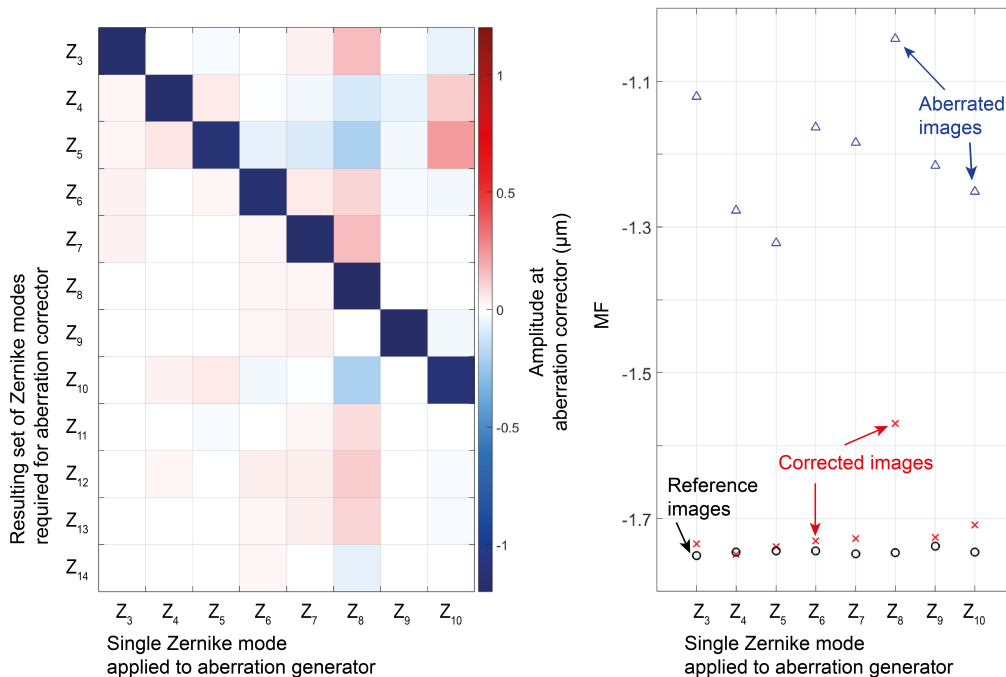 Resulting set of Zernike modes
required for aberration corrector
Z3
Z4
Z5
Z6
Z7
Z8
Z9
Z10
Z11
Z12
Z13
Z14
Z3 Z4 Z5 Z6 Z7 Z8 Z9 Z10
Single Zernike mode
applied to aberration generator
1
0.5
0
-0.5
-1
Amplitude at
aberration corrector (μm)
MF
-1.1
-1.3
-1.5
-1.7
Aberrated
images
Corrected images
Reference
images
Z3 Z4 Z5 Z6 Z7 Z8 Z9 Z10
Single Zernike mode
applied to aberration generator